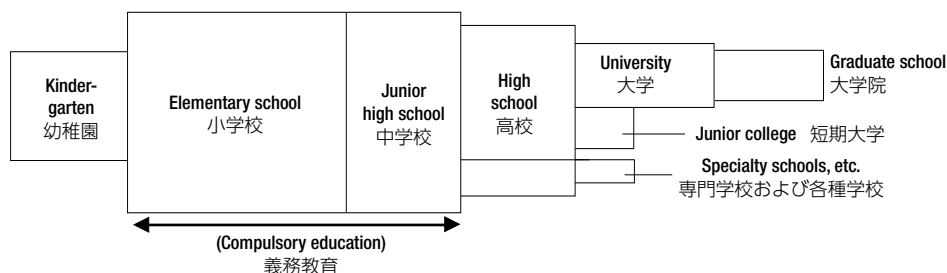 Kinder-
garten
幼稚園
Elementary school
小学校
Junior
high school
中学校
High
school
高校
University
大学
Graduate school
大学院
Junior college 短期大学
Specialty schools, etc.
専門学校および各種学校
(Compulsory education)
義務教育